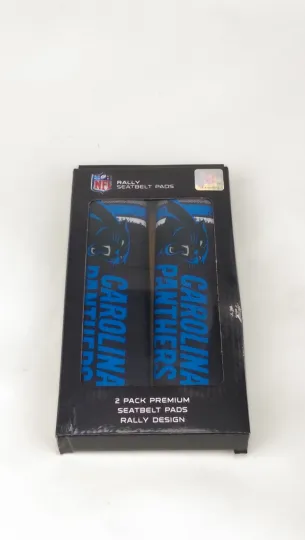 NFL
RALLY
SEATBELT PADS
CAROLINA
PANTHERS
CAROLINA
PANTHERS
2 PACK PREMIUM
SEATBELT PADS
RALLY DESIGN